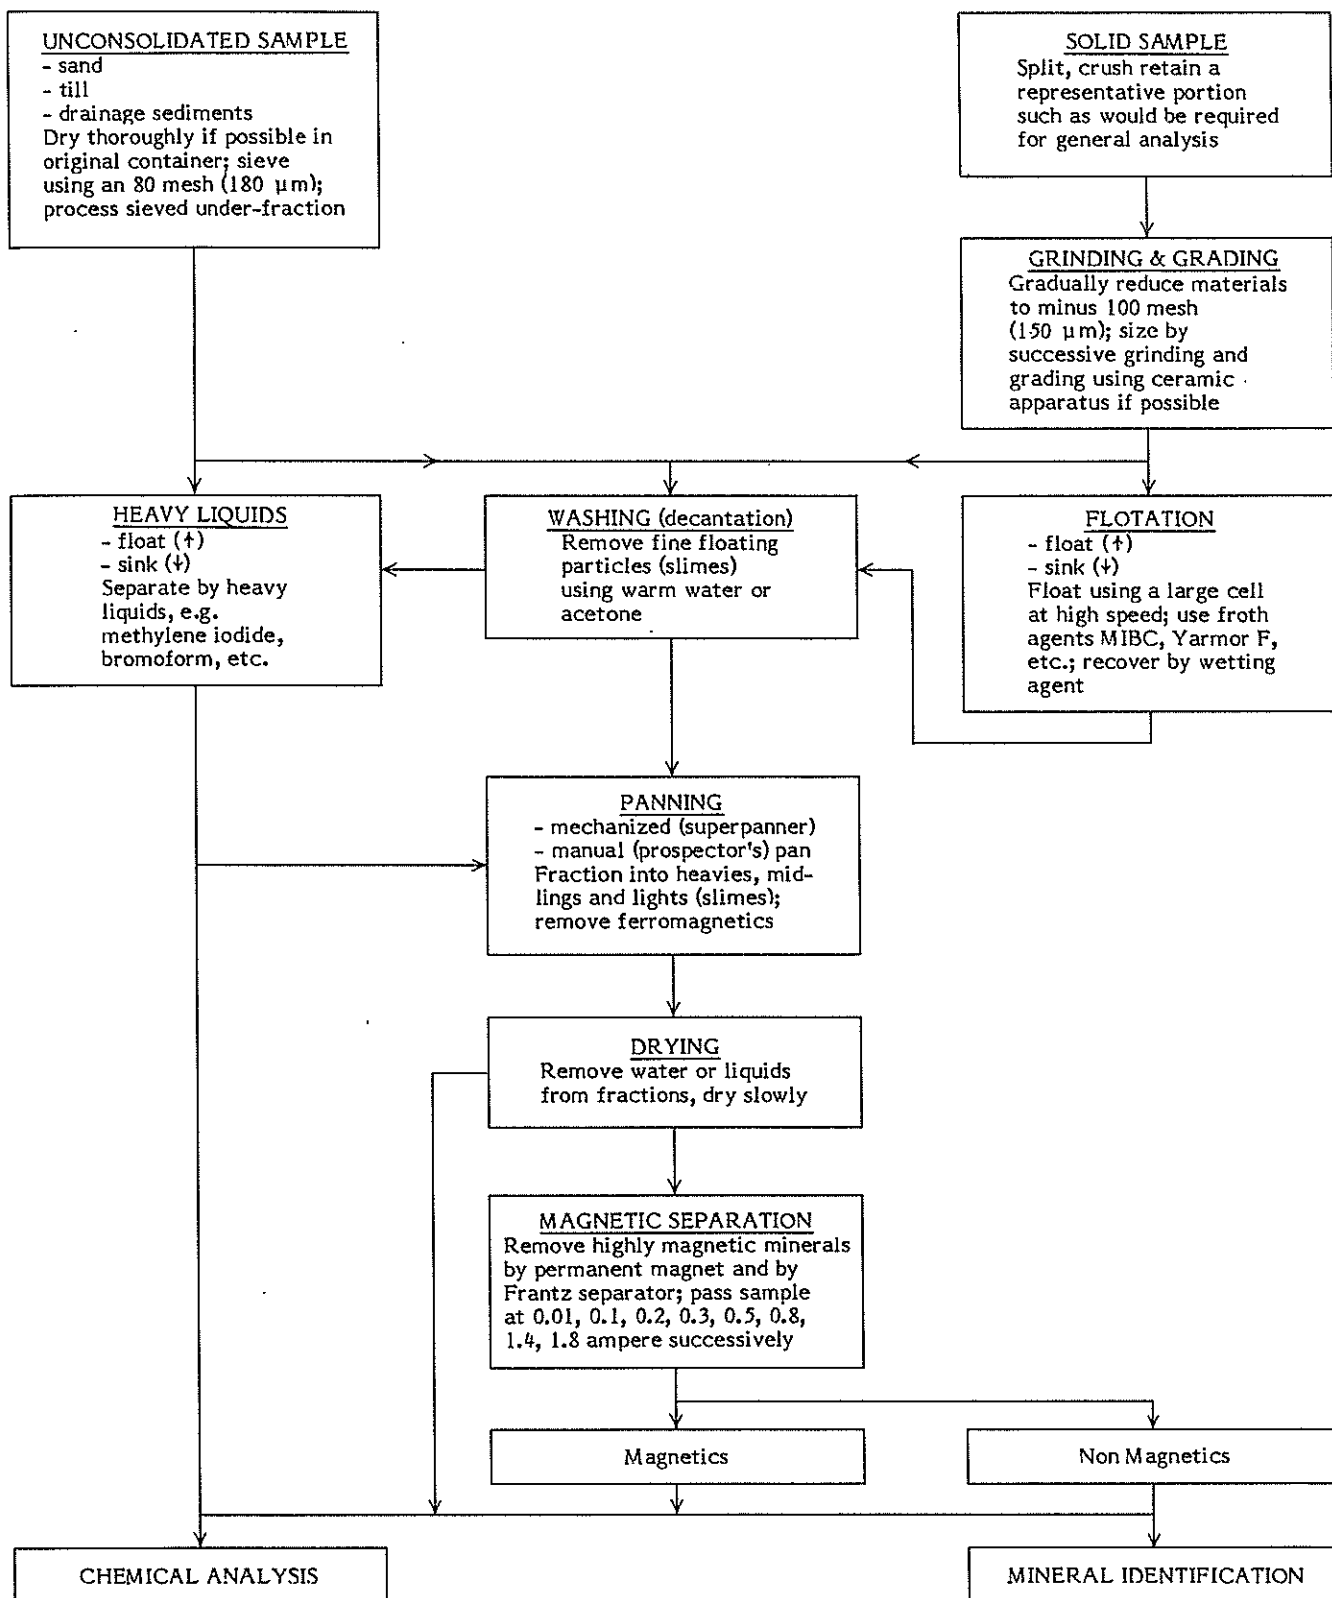 UNCONSOLIDATED SAMPLE
- sand
- till
- drainage sediments
Dry thoroughly if possible in
original container; sieve
using an 80 mesh (180 µm);
process sieved under-fraction
SOLID SAMPLE
Split, crush retain a
representative portion
such as would be required
for general analysis
GRINDING & GRADING
Gradually reduce materials
to minus 100 mesh
(150 µm); size by
successive grinding and
grading using ceramic
apparatus if possible
HEAVY LIQUIDS
- float (↑)
- sink (↓)
Separate by heavy
liquids, e.g.
methylene iodide,
bromoform, etc.
WASHING (decantation)
Remove fine floating
particles (slimes)
using warm water or
acetone
FLOTATION
- float (↑)
- sink (↓)
Float using a large cell
at high speed; use froth
agents MIBC, Yarmor F,
etc.; recover by wetting
agent
PANNING
- mechanized (superpanner)
- manual (prospector's) pan
Fraction into heavies, mid-
lings and lights (slimes);
remove ferromagnetics
DRYING
Remove water or liquids
from fractions, dry slowly
MAGNETIC SEPARATION
Remove highly magnetic minerals
by permanent magnet and by
Frantz separator; pass sample
at 0.01, 0.1, 0.2, 0.3, 0.5, 0.8,
1.4, 1.8 ampere successively
Magnetics
Non Magnetics
CHEMICAL ANALYSIS
MINERAL IDENTIFICATION